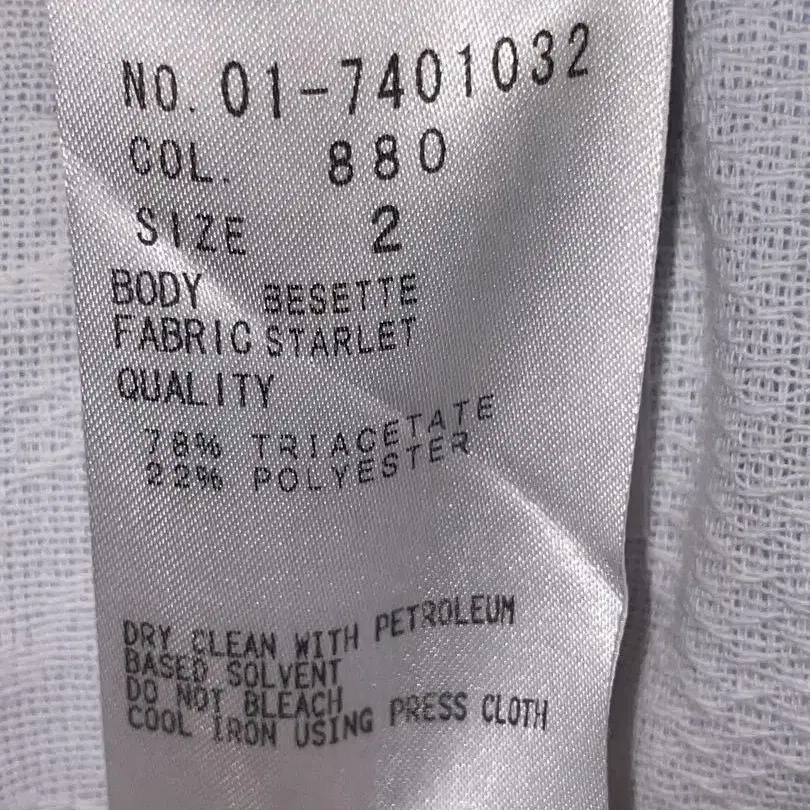 NO. 01-7401032
COL. 880
SIZE 2
BODY BESETTE
FABRIC STARLET
QUALITY
78% TRIACETATE
22% POLYESTER
DRY CLEAN WITH PETROLEUM
BASED SOLVENT
DO NOT BLEACH
COOL IRON USING PRESS CLOTH